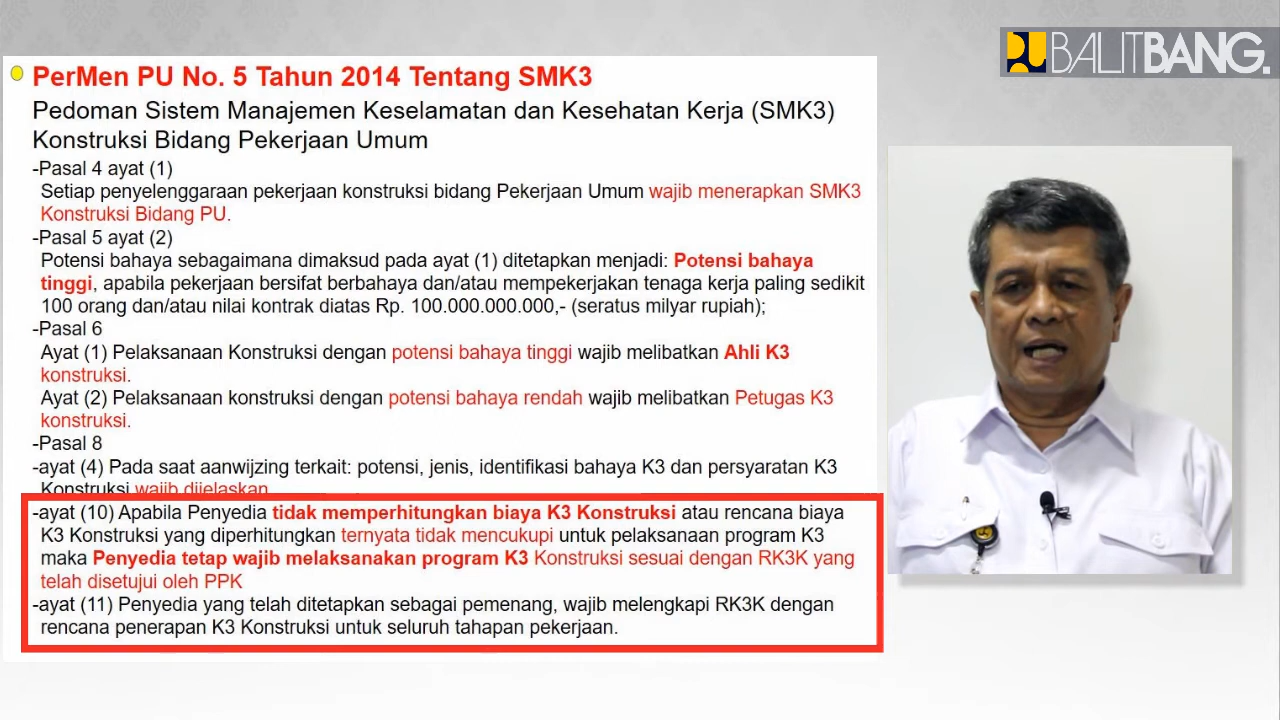 PU BALITBANG.
PerMen PU No. 5 Tahun 2014 Tentang SMK3
Pedoman Sistem Manajemen Keselamatan dan Kesehatan Kerja (SMK3)
Konstruksi Bidang Pekerjaan Umum
-Pasal 4 ayat (1)
Setiap penyelenggaraan pekerjaan konstruksi bidang Pekerjaan Umum wajib menerapkan SMK3
Konstruksi Bidang PU.
-Pasal 5 ayat (2)
Potensi bahaya sebagaimana dimaksud pada ayat (1) ditetapkan menjadi: Potensi bahaya
tinggi, apabila pekerjaan bersifat berbahaya dan/atau mempekerjakan tenaga kerja paling sedikit
100 orang dan/atau nilai kontrak diatas Rp. 100.000.000.000,- (seratus milyar rupiah);
-Pasal 6
Ayat (1) Pelaksanaan Konstruksi dengan potensi bahaya tinggi wajib melibatkan Ahli K3
konstruksi.
Ayat (2) Pelaksanaan konstruksi dengan potensi bahaya rendah wajib melibatkan Petugas K3
konstruksi.
-Pasal 8
-ayat (4) Pada saat aanwijzing terkait: potensi, jenis, identifikasi bahaya K3 dan persyaratan K3
Konstruksi wajib dijelaskan
-ayat (10) Apabila Penyedia tidak memperhitungkan biaya K3 Konstruksi atau rencana biaya
K3 Konstruksi yang diperhitungkan ternyata tidak mencukupi untuk pelaksanaan program K3
maka Penyedia tetap wajib melaksanakan program K3 Konstruksi sesuai dengan RK3K yang
telah disetujui oleh PPK
-ayat (11) Penyedia yang telah ditetapkan sebagai pemenang, wajib melengkapi RK3K dengan
rencana penerapan K3 Konstruksi untuk seluruh tahapan pekerjaan.